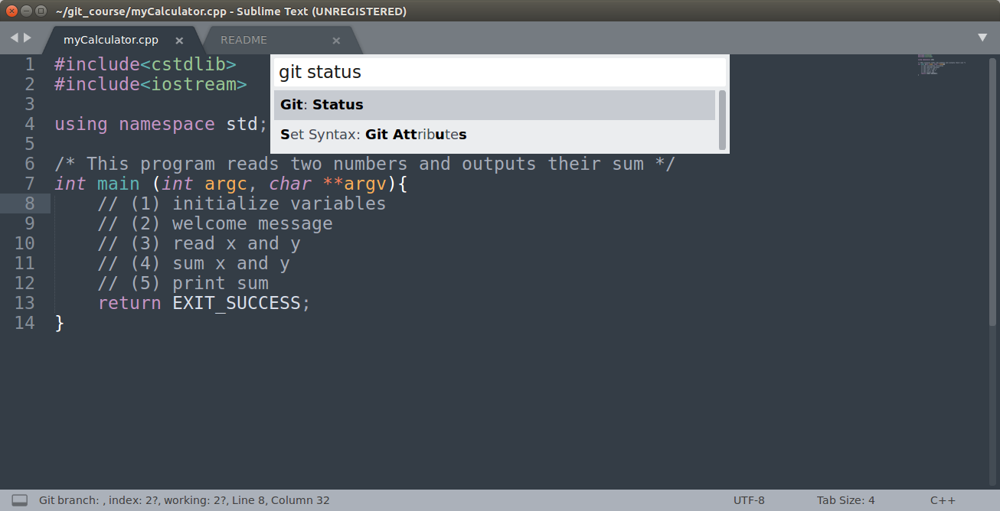 ~/git_course/myCalculator.cpp - Sublime Text (UNREGISTERED)
myCalculator.cpp × README ×
git status
Git: Status
Set Syntax: Git Attributes
1 #include<cstdlib>
2 #include<iostream>
3
4 using namespace std;
5
6 /* This program reads two numbers and outputs their sum */
7 int main (int argc, char **argv){
8 // (1) initialize variables
9 // (2) welcome message
10 // (3) read x and y
11 // (4) sum x and y
12 // (5) print sum
13 return EXIT_SUCCESS;
14 }
Git branch: , index: 2?, working: 2?, Line 8, Column 32 UTF-8 Tab Size: 4 C++